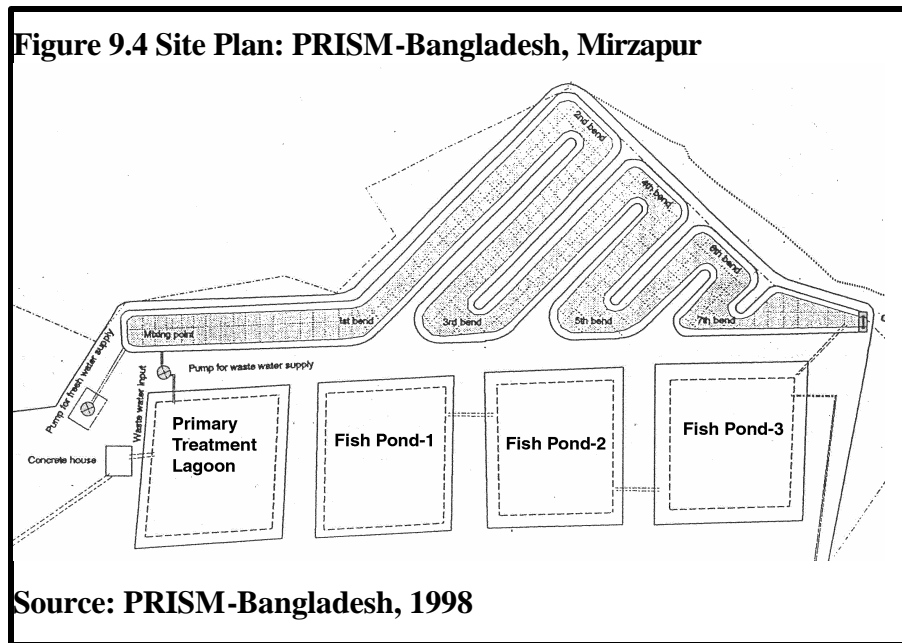 Figure 9.4 Site Plan: PRISM-Bangladesh, Mirzapur
2nd bend
4th bend
6th bend
Mixing point
1st bend
3rd bend
5th bend
7th bend
Pump for fresh water supply
Waste water input
Pump for waste water supply
Concrete house
Primary
Treatment
Lagoon
Fish Pond-1
Fish Pond-2
Fish Pond-3
Source: PRISM-Bangladesh, 1998